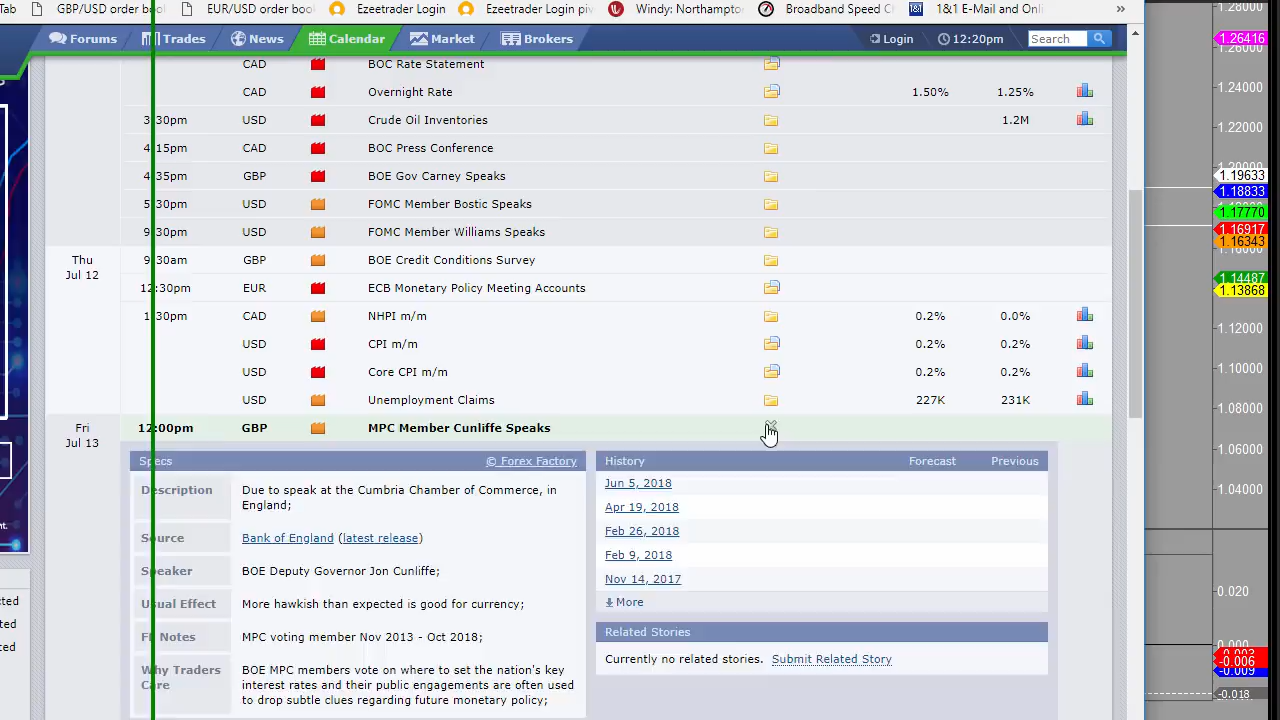 Tab GBP/USD order bool EUR/USD order boo Ezeetrader Login Ezeetrader Login piv Windy: Northampto Broadband Speed C 1&1 E-Mail and Onli »
Forums Trades News Calendar Market Brokers Login 12:20pm Search
CAD BOC Rate Statement
CAD Overnight Rate 1.50% 1.25%
3:30pm USD Crude Oil Inventories 1.2M
4:15pm CAD BOC Press Conference
4:35pm GBP BOE Gov Carney Speaks
5:30pm USD FOMC Member Bostic Speaks
9:30pm USD FOMC Member Williams Speaks
Thu
Jul 12
9:30am GBP BOE Credit Conditions Survey
12:30pm EUR ECB Monetary Policy Meeting Accounts
1:30pm CAD NHPI m/m 0.2% 0.0%
USD CPI m/m 0.2% 0.2%
USD Core CPI m/m 0.2% 0.2%
USD Unemployment Claims 227K 231K
Fri
Jul 13
12:00pm GBP MPC Member Cunliffe Speaks
Specs © Forex Factory
Description Due to speak at the Cumbria Chamber of Commerce, in
England;
Source Bank of England (latest release)
Speaker BOE Deputy Governor Jon Cunliffe;
Usual Effect More hawkish than expected is good for currency;
FF Notes MPC voting member Nov 2013 - Oct 2018;
Why Traders
Care
BOE MPC members vote on where to set the nation's key
interest rates and their public engagements are often used
to drop subtle clues regarding future monetary policy;
History Forecast Previous
Jun 5, 2018
Apr 19, 2018
Feb 26, 2018
Feb 9, 2018
Nov 14, 2017
More
Related Stories
Currently no related stories. Submit Related Story
nt.
cted
ted
ted
1.28000
1.26416
1.26000
1.24000
1.22000
1.20000
1.19633
1.18833
1.17770
1.16917
1.16343
1.14487
1.13868
1.12000
1.10000
1.08000
1.06000
1.04000
0.020
0.000
-0.006
-0.009
-0.018